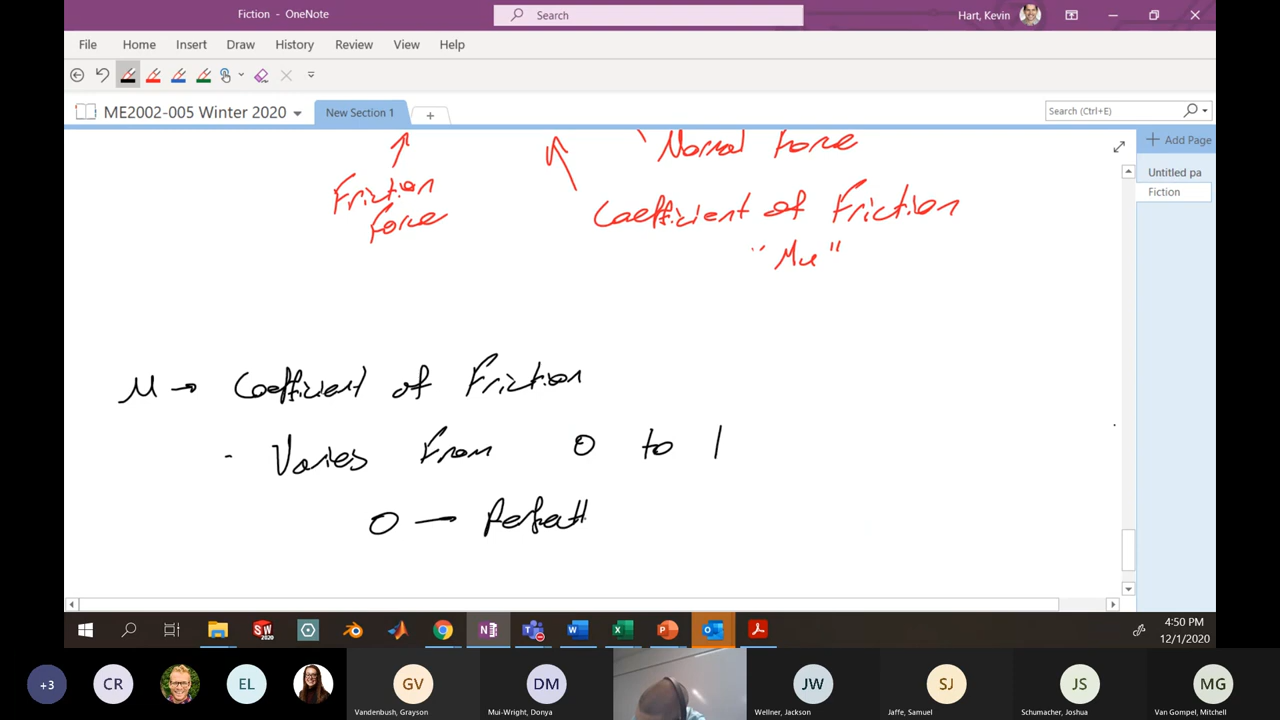 Fiction - OneNote
Search
Hart, Kevin
File Home Insert Draw History Review View Help
ME2002-005 Winter 2020
New Section 1
+
Search (Ctrl+E)
+ Add Page
Untitled pa
Fiction
Normal Force
Friction
Force
Coefficient of Friction
"Mu"
μ → Coefficient of Friction
- Varies From 0 to 1
0 → Perfectl
SW
2020
4:50 PM
12/1/2020
+3
CR
EL
GV
Vandenbush, Grayson
DM
Mui-Wright, Donya
JW
Wellner, Jackson
SJ
Jaffe, Samuel
JS
Schumacher, Joshua
MG
Van Gompel, Mitchell